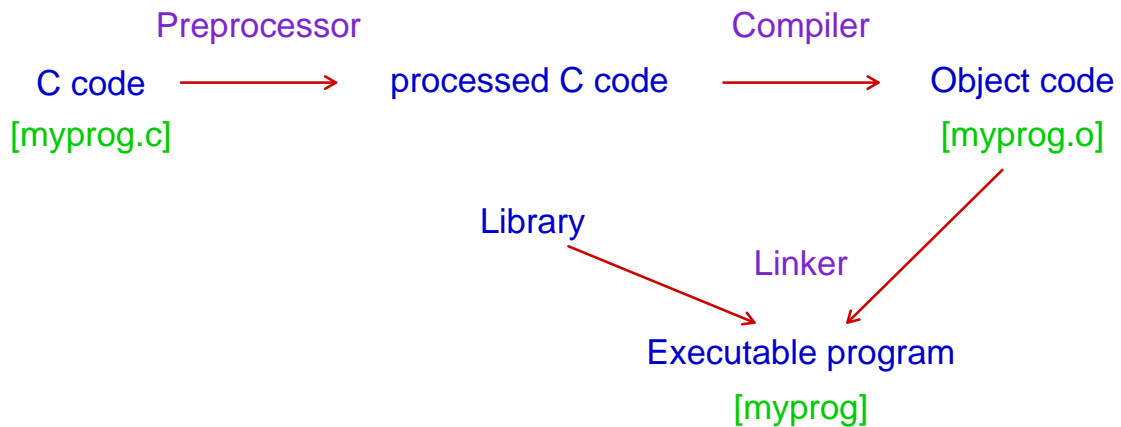 Preprocessor
Compiler
C code
processed C code
Object code
[myprog.c]
[myprog.o]
Library
Linker
Executable program
[myprog]